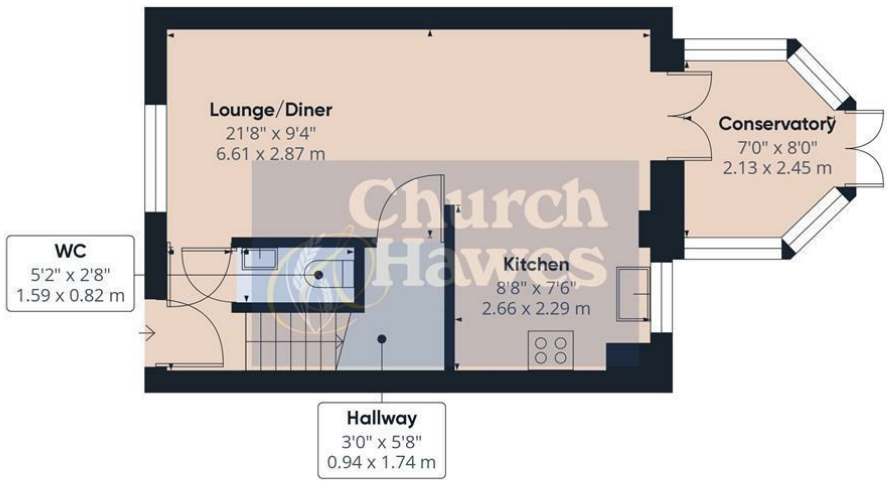 Lounge/Diner
21'8" x 9'4"
6.61 x 2.87 m
Conservatory
7'0" x 8'0"
2.13 x 2.45 m
Church
Hawes
WC
5'2" x 2'8"
1.59 x 0.82 m
Kitchen
8'8" x 7'6"
2.66 x 2.29 m
Hallway
3'0" x 5'8"
0.94 x 1.74 m